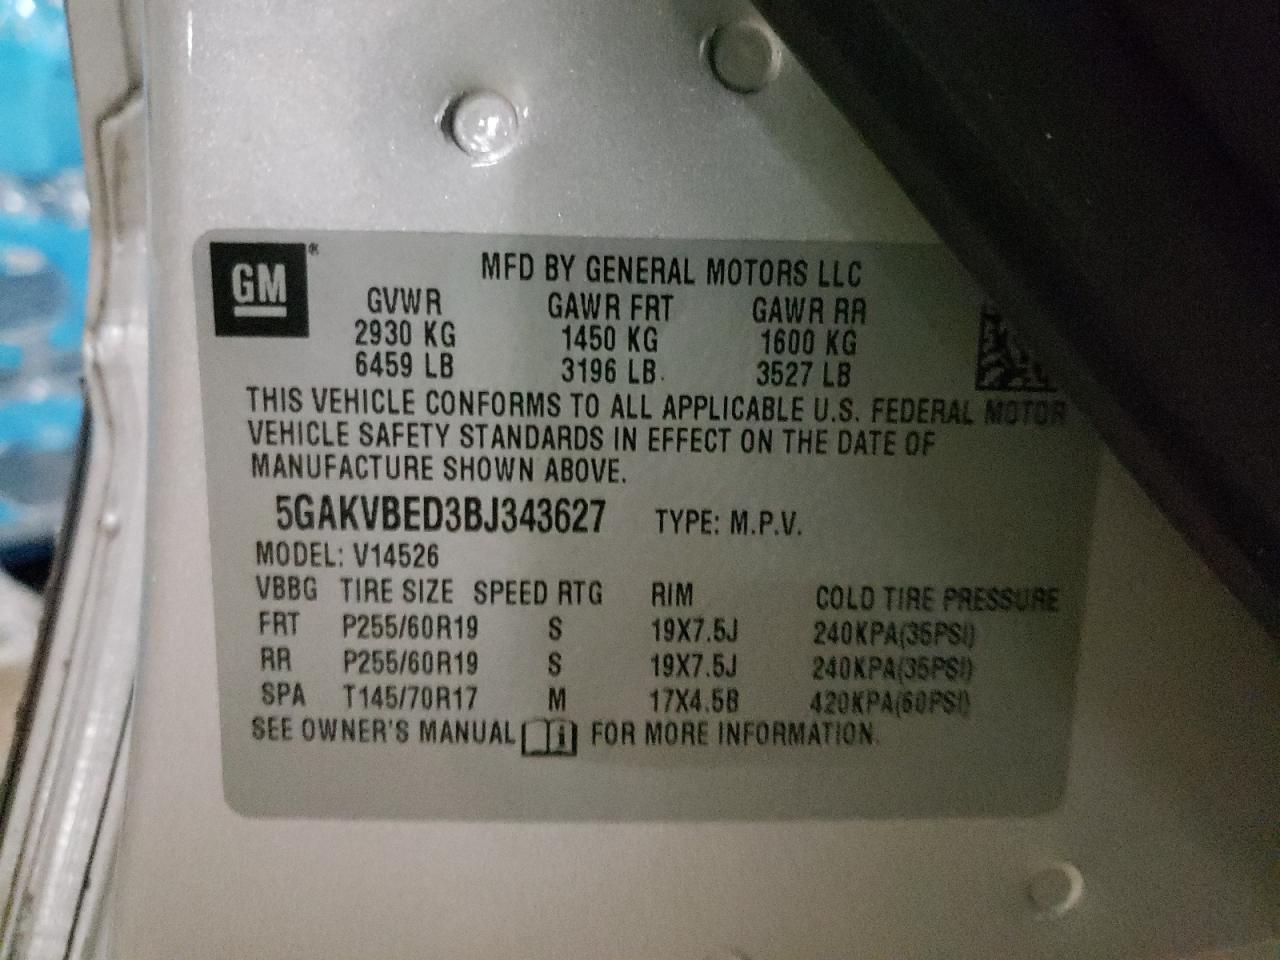 GM ®
MFD BY GENERAL MOTORS LLC
GVWR GAWR FRT GAWR RR
2930 KG 1450 KG 1600 KG
6459 LB 3196 LB. 3527 LB
THIS VEHICLE CONFORMS TO ALL APPLICABLE U.S. FEDERAL MOTOR
VEHICLE SAFETY STANDARDS IN EFFECT ON THE DATE OF
MANUFACTURE SHOWN ABOVE.
5GAKVBED3BJ343627 TYPE: M.P.V.
MODEL: V14526
VBBG TIRE SIZE SPEED RTG RIM COLD TIRE PRESSURE
FRT P255/60R19 S 19X7.5J 240KPA(35PSI)
RR P255/60R19 S 19X7.5J 240KPA(35PSI)
SPA T145/70R17 M 17X4.5B 420KPA(60PSI)
SEE OWNER'S MANUAL i FOR MORE INFORMATION.